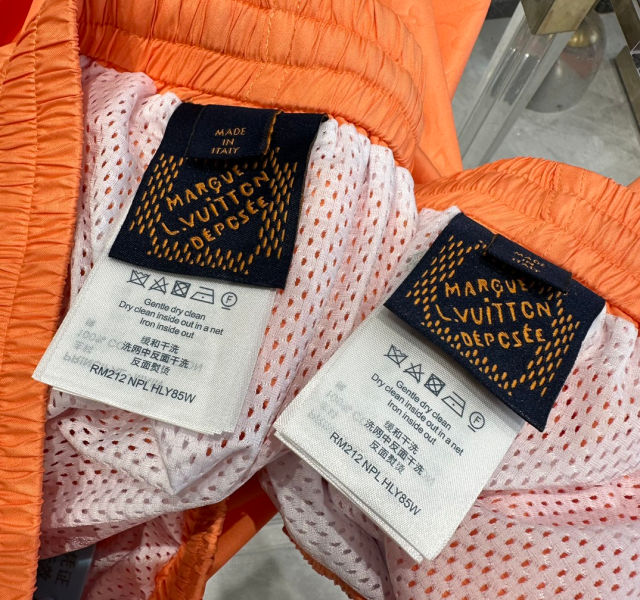 MADE
IN
ITALY
MARQUE
L.VUITTON
DÉPOSÉE
Gentle dry clean
Dry clean inside out in a net
Iron inside out
缓和干洗
洗网中反面干洗
反面熨烫
RM212 NPL HLY85W
MADE
MARQUE
L.VUITTON
DÉPOSÉE
Gentle dry clean
Dry clean inside out in a net
Iron inside out
缓和干洗
洗网中反面干洗
反面熨烫
RM212 NPL HLY85W